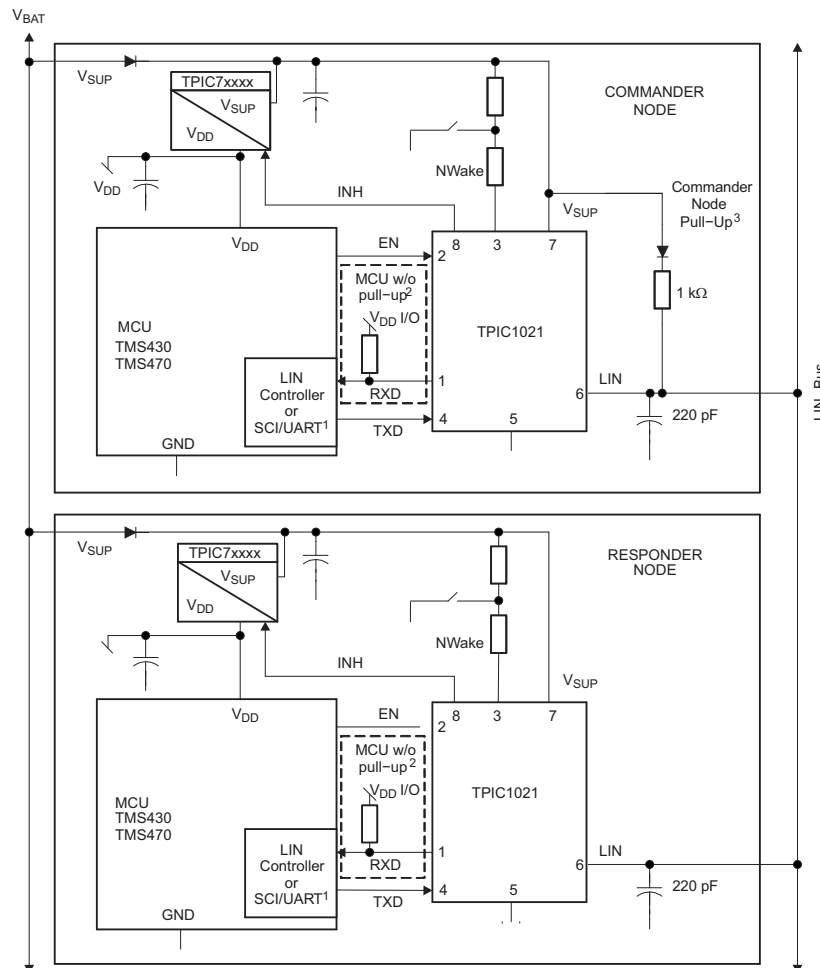 VBAT
VSUP
TPIC7xxxx
VSUP
VDD
COMMANDER
NODE
NWake
VDD
INH
VSUP
Commander
Node
Pull−Up3
VDD
EN
2
8
3
7
MCU w/o
pull−up2
VDD I/O
1 kΩ
MCU
TMS430
TMS470
TPIC1021
LIN
Controller
or
SCI/UART1
1
RXD
6
LIN
4
TXD
5
220 pF
GND
LIN Bus
VSUP
TPIC7xxxx
VSUP
VDD
RESPONDER
NODE
NWake
INH
VSUP
VDD
EN
2
8
3
7
MCU w/o
pull−up2
VDD I/O
MCU
TMS430
TMS470
TPIC1021
LIN
Controller
or
SCI/UART1
1
RXD
6
LIN
4
TXD
5
220 pF
GND